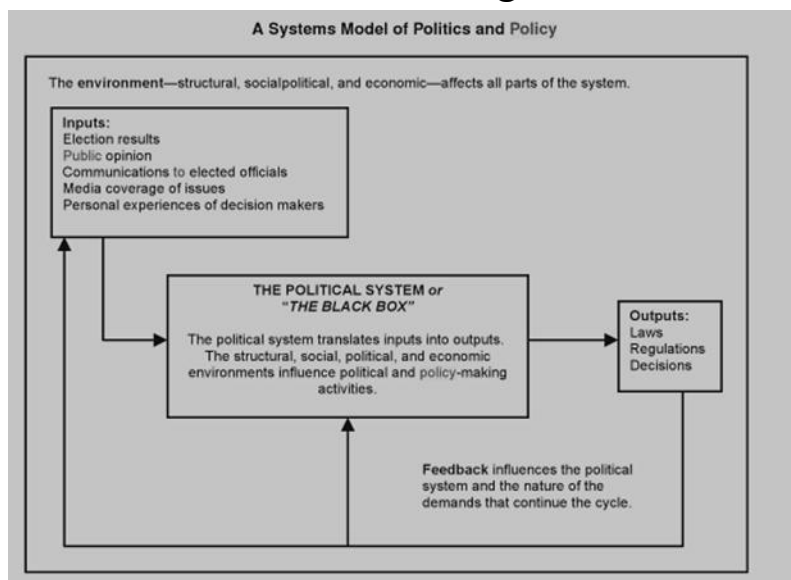 A Systems Model of Politics and Policy
The environment—structural, socialpolitical, and economic—affects all parts of the system.
Inputs:
Election results
Public opinion
Communications to elected officials
Media coverage of issues
Personal experiences of decision makers
THE POLITICAL SYSTEM or
“THE BLACK BOX”
The political system translates inputs into outputs.
The structural, social, political, and economic
environments influence political and policy-making
activities.
Outputs:
Laws
Regulations
Decisions
Feedback influences the political
system and the nature of the
demands that continue the cycle.